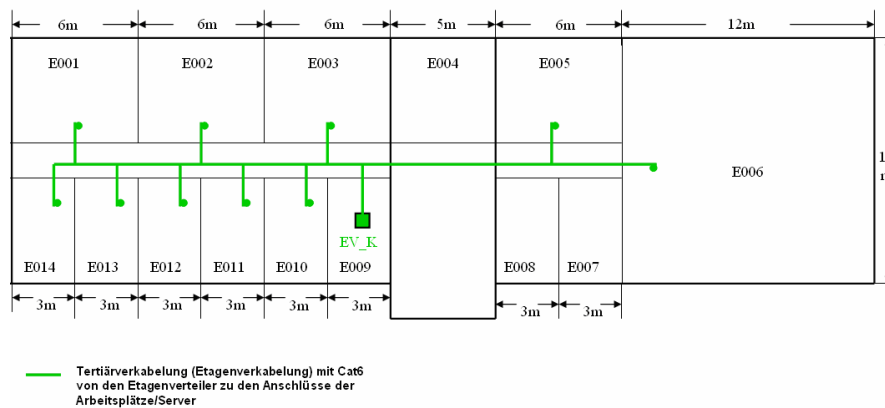 6m 6m 6m 5m 6m 12m
E001 E002 E003 E004 E005
E006
EV_K
E014 E013 E012 E011 E010 E009 E008 E007
3m 3m 3m 3m 3m 3m 3m 3m
Tertiärverkabelung (Etagenverkabelung) mit Cat6
von den Etagenverteiler zu den Anschlüsse der
Arbeitsplätze/Server